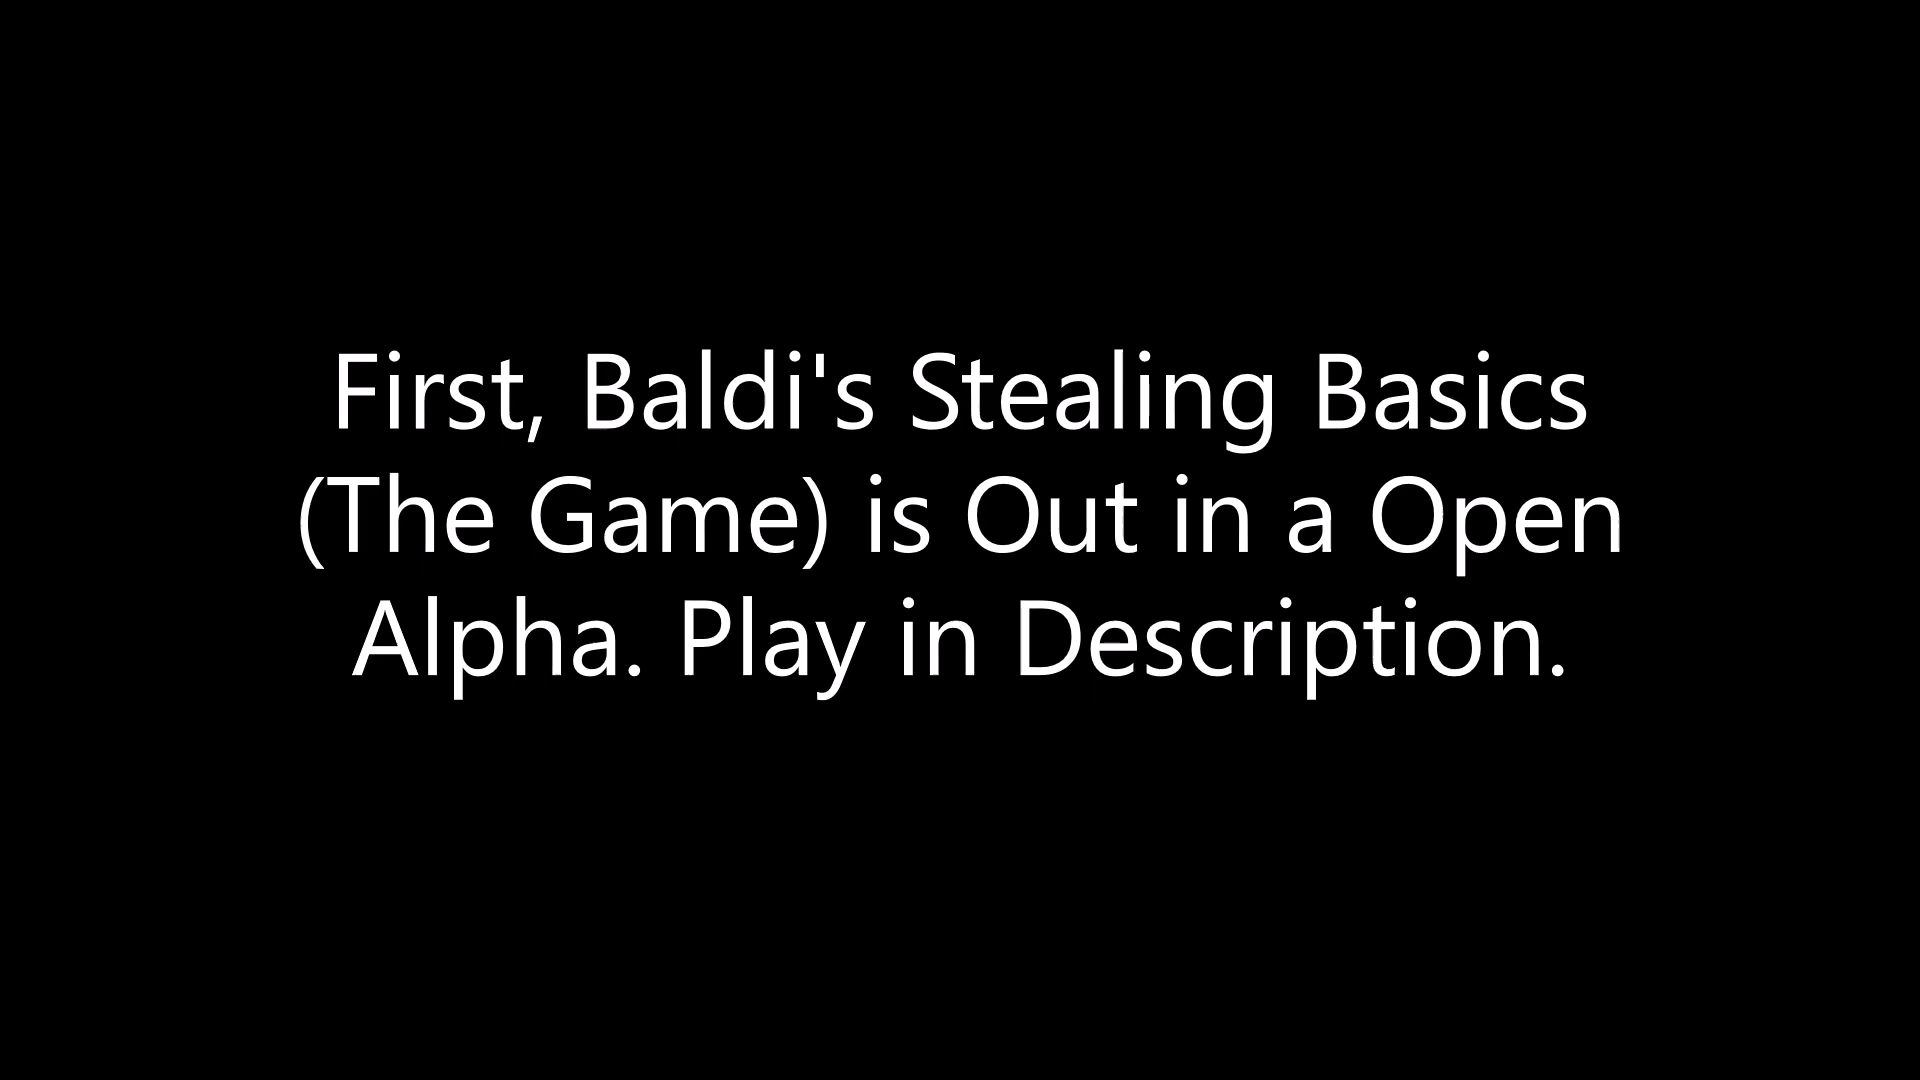 First, Baldi's Stealing Basics
(The Game) is Out in a Open
Alpha. Play in Description.